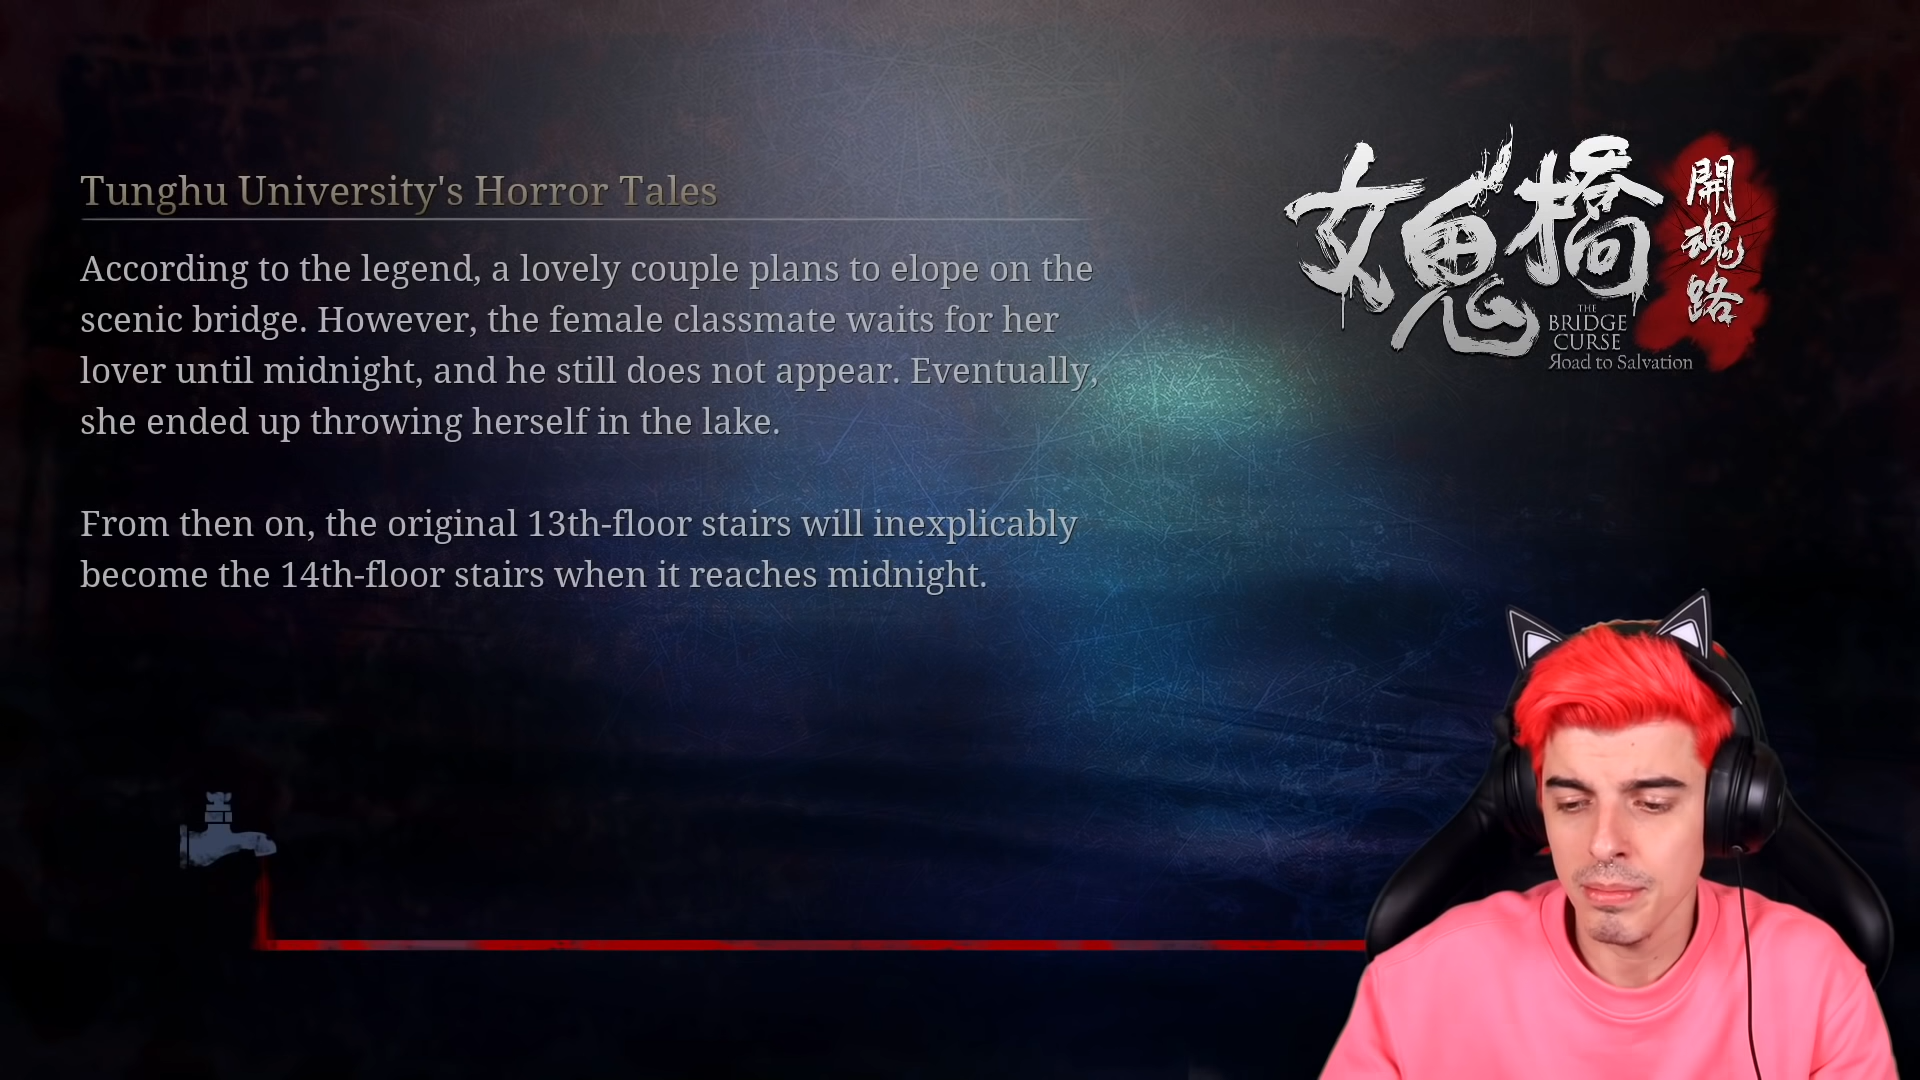 Tunghu University's Horror Tales
According to the legend, a lovely couple plans to elope on the
scenic bridge. However, the female classmate waits for her
lover until midnight, and he still does not appear. Eventually,
she ended up throwing herself in the lake.
From then on, the original 13th-floor stairs will inexplicably
become the 14th-floor stairs when it reaches midnight.
女鬼橋
開魂路
THE
BRIDGE
CURSE
Road to Salvation